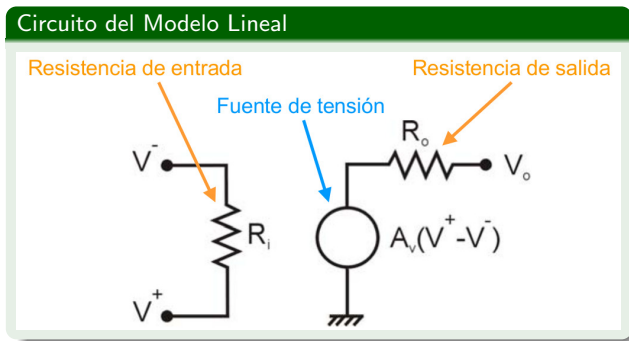 Circuito del Modelo Lineal
Resistencia de entrada
Resistencia de salida
Fuente de tensión
Ro
V-
Vo
Ri
Av(V+-V-)
V+